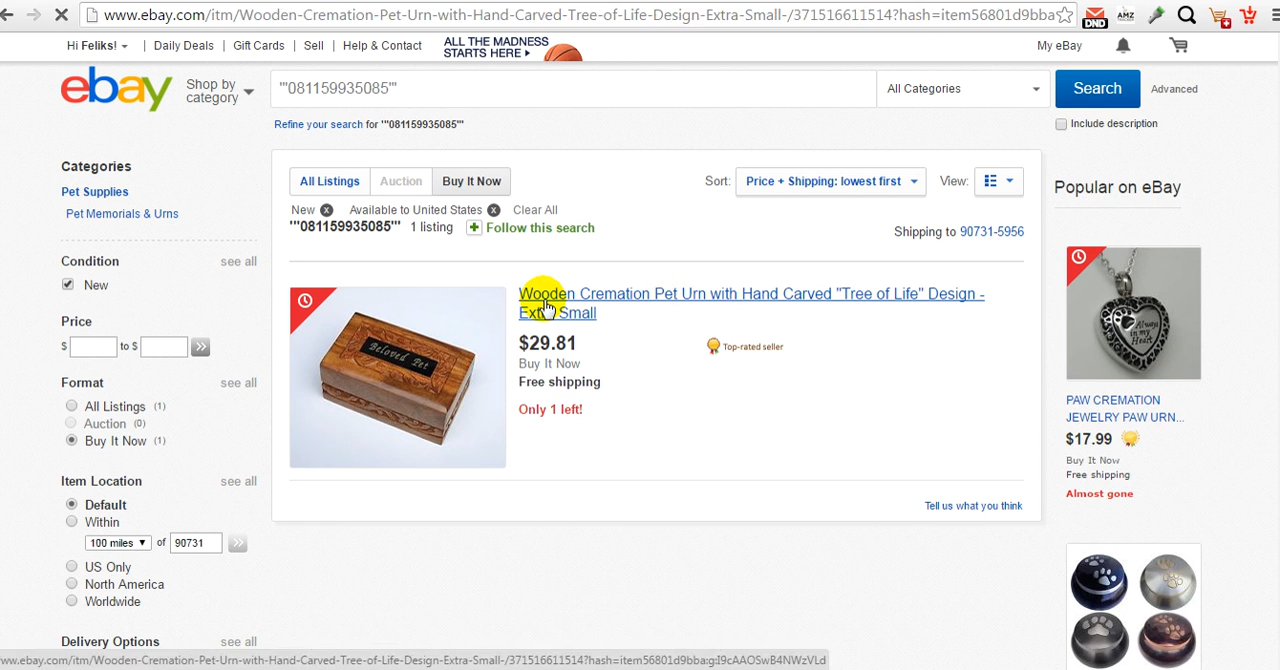 www.ebay.com/itm/Wooden-Cremation-Pet-Urn-with-Hand-Carved-Tree-of-Life-Design-Extra-Small-/371516611514?hash=item56801d9bba
DND
AMZ
Hi Feliks! | Daily Deals | Gift Cards | Sell | Help & Contact
ALL THE MADNESS
STARTS HERE
My eBay
ebay
Shop by
category
"'081159935085'"
All Categories
Search
Advanced
Refine your search for "'081159935085'"
Include description
Categories
Pet Supplies
Pet Memorials & Urns
Condition see all
New
Price
$ to $
Format see all
All Listings (1)
Auction (0)
Buy It Now (1)
Item Location see all
Default
Within
100 miles of 90731
US Only
North America
Worldwide
Delivery Options see all
All Listings Auction Buy It Now
Sort: Price + Shipping: lowest first View:
New Available to United States Clear All
"'081159935085'" 1 listing + Follow this search
Shipping to 90731-5956
Wooden Cremation Pet Urn with Hand Carved "Tree of Life" Design -
Extra Small
Beloved Pet
$29.81
Buy It Now
Free shipping
Only 1 left!
Top-rated seller
Tell us what you think
Popular on eBay
Always
in my
Heart
PAW CREMATION
JEWELRY PAW URN...
$17.99
Buy It Now
Free shipping
Almost gone
ww.ebay.com/itm/Wooden-Cremation-Pet-Urn-with-Hand-Carved-Tree-of-Life-Design-Extra-Small-/371516611514?hash=item56801d9bba:g:I9cAAOSwB4NWzVLd